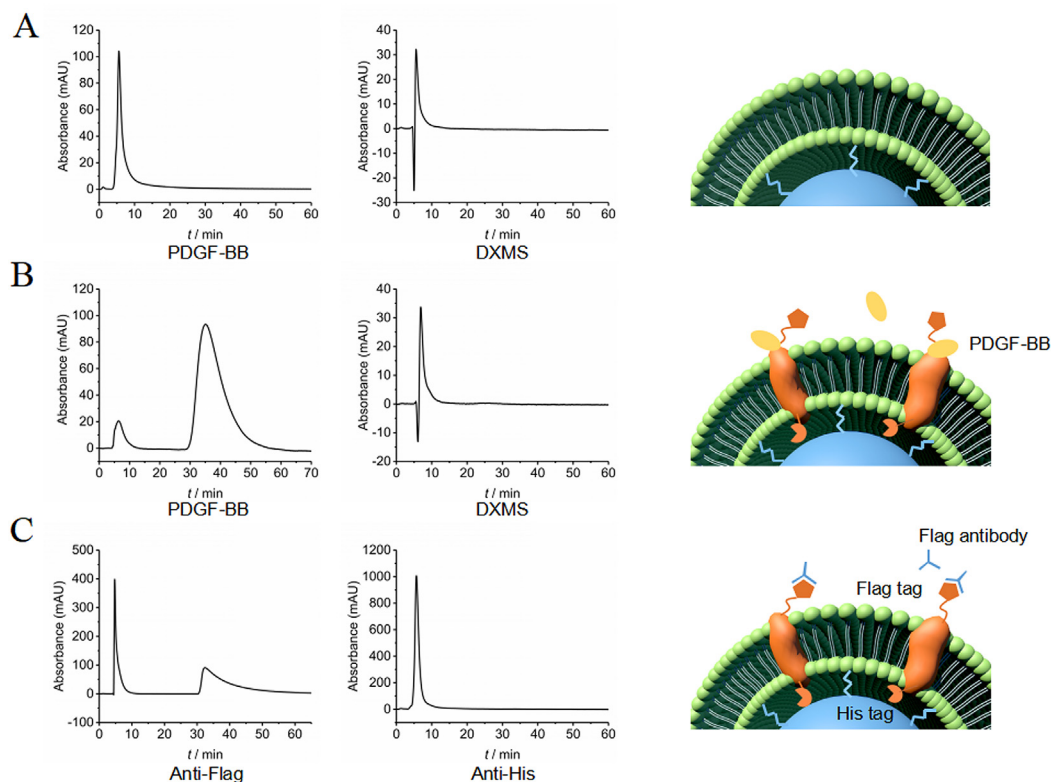 A
Absorbance (mAU)
120
100
80
60
40
20
0
0 10 20 30 40 50 60
t / min
PDGF-BB
Absorbance (mAU)
40
30
20
10
0
-10
-20
-30
0 10 20 30 40 50 60
t / min
DXMS
B
Absorbance (mAU)
120
100
80
60
40
20
0
0 10 20 30 40 50 60 70
t / min
PDGF-BB
Absorbance (mAU)
40
30
20
10
0
-10
-20
0 10 20 30 40 50 60
t / min
DXMS
PDGF-BB
C
Absorbance (mAU)
500
400
300
200
100
0
-100
0 10 20 30 40 50 60
t / min
Anti-Flag
Absorbance (mAU)
1200
1000
800
600
400
200
0
0 10 20 30 40 50 60
t / min
Anti-His
Flag antibody
Flag tag
His tag